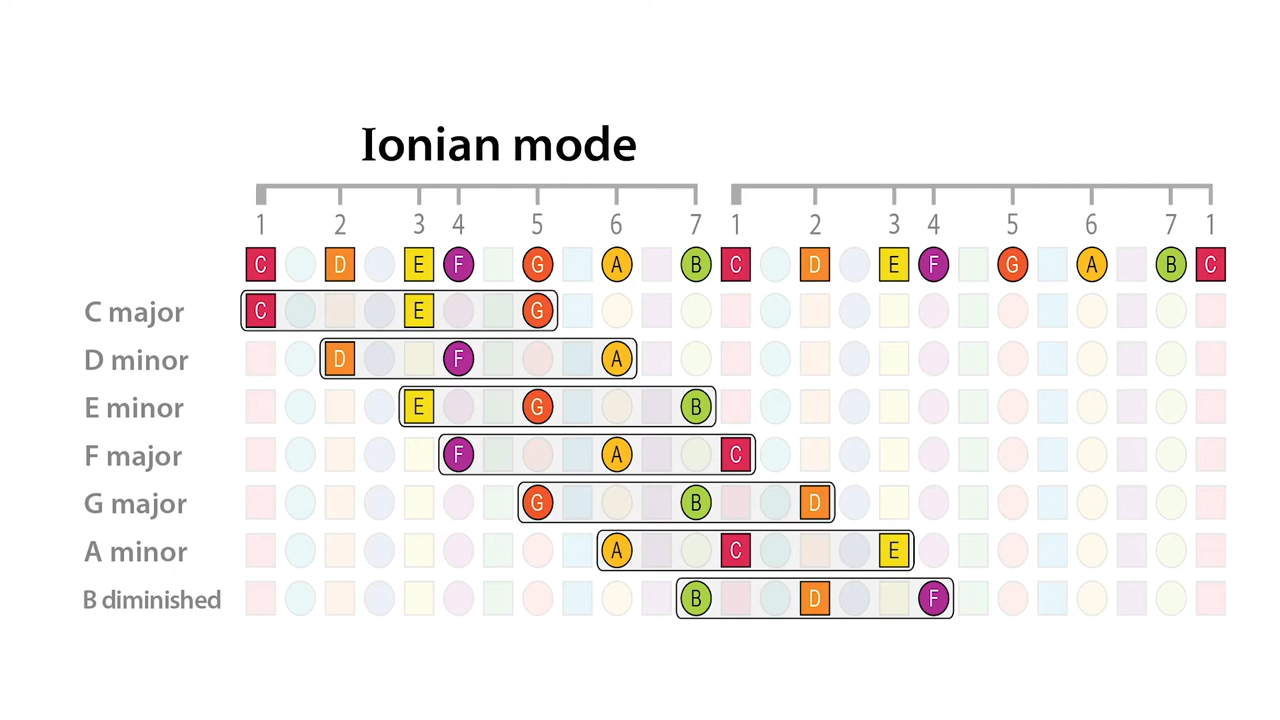 Ionian mode
1 2 3 4 5 6 7 1 2 3 4 5 6 7 1
C D E F G A B C D E F G A B C
C major C E G
D minor D F A
E minor E G B
F major F A C
G major G B D
A minor A C E
B diminished B D F